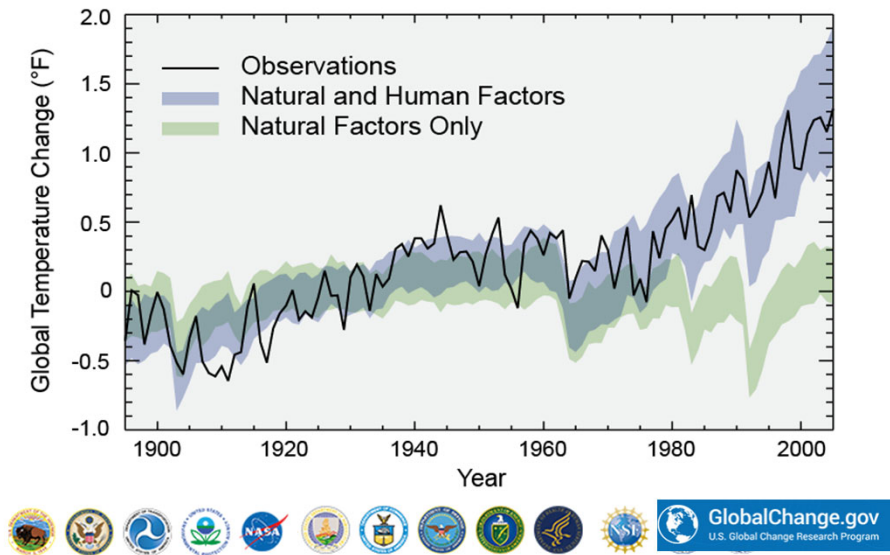 2.0
1.5
1.0
0.5
0
-0.5
-1.0
Global Temperature Change (°F)
Observations
Natural and Human Factors
Natural Factors Only
1900 1920 1940 1960 1980 2000
Year
NASA
NSF
GlobalChange.gov
U.S. Global Change Research Program